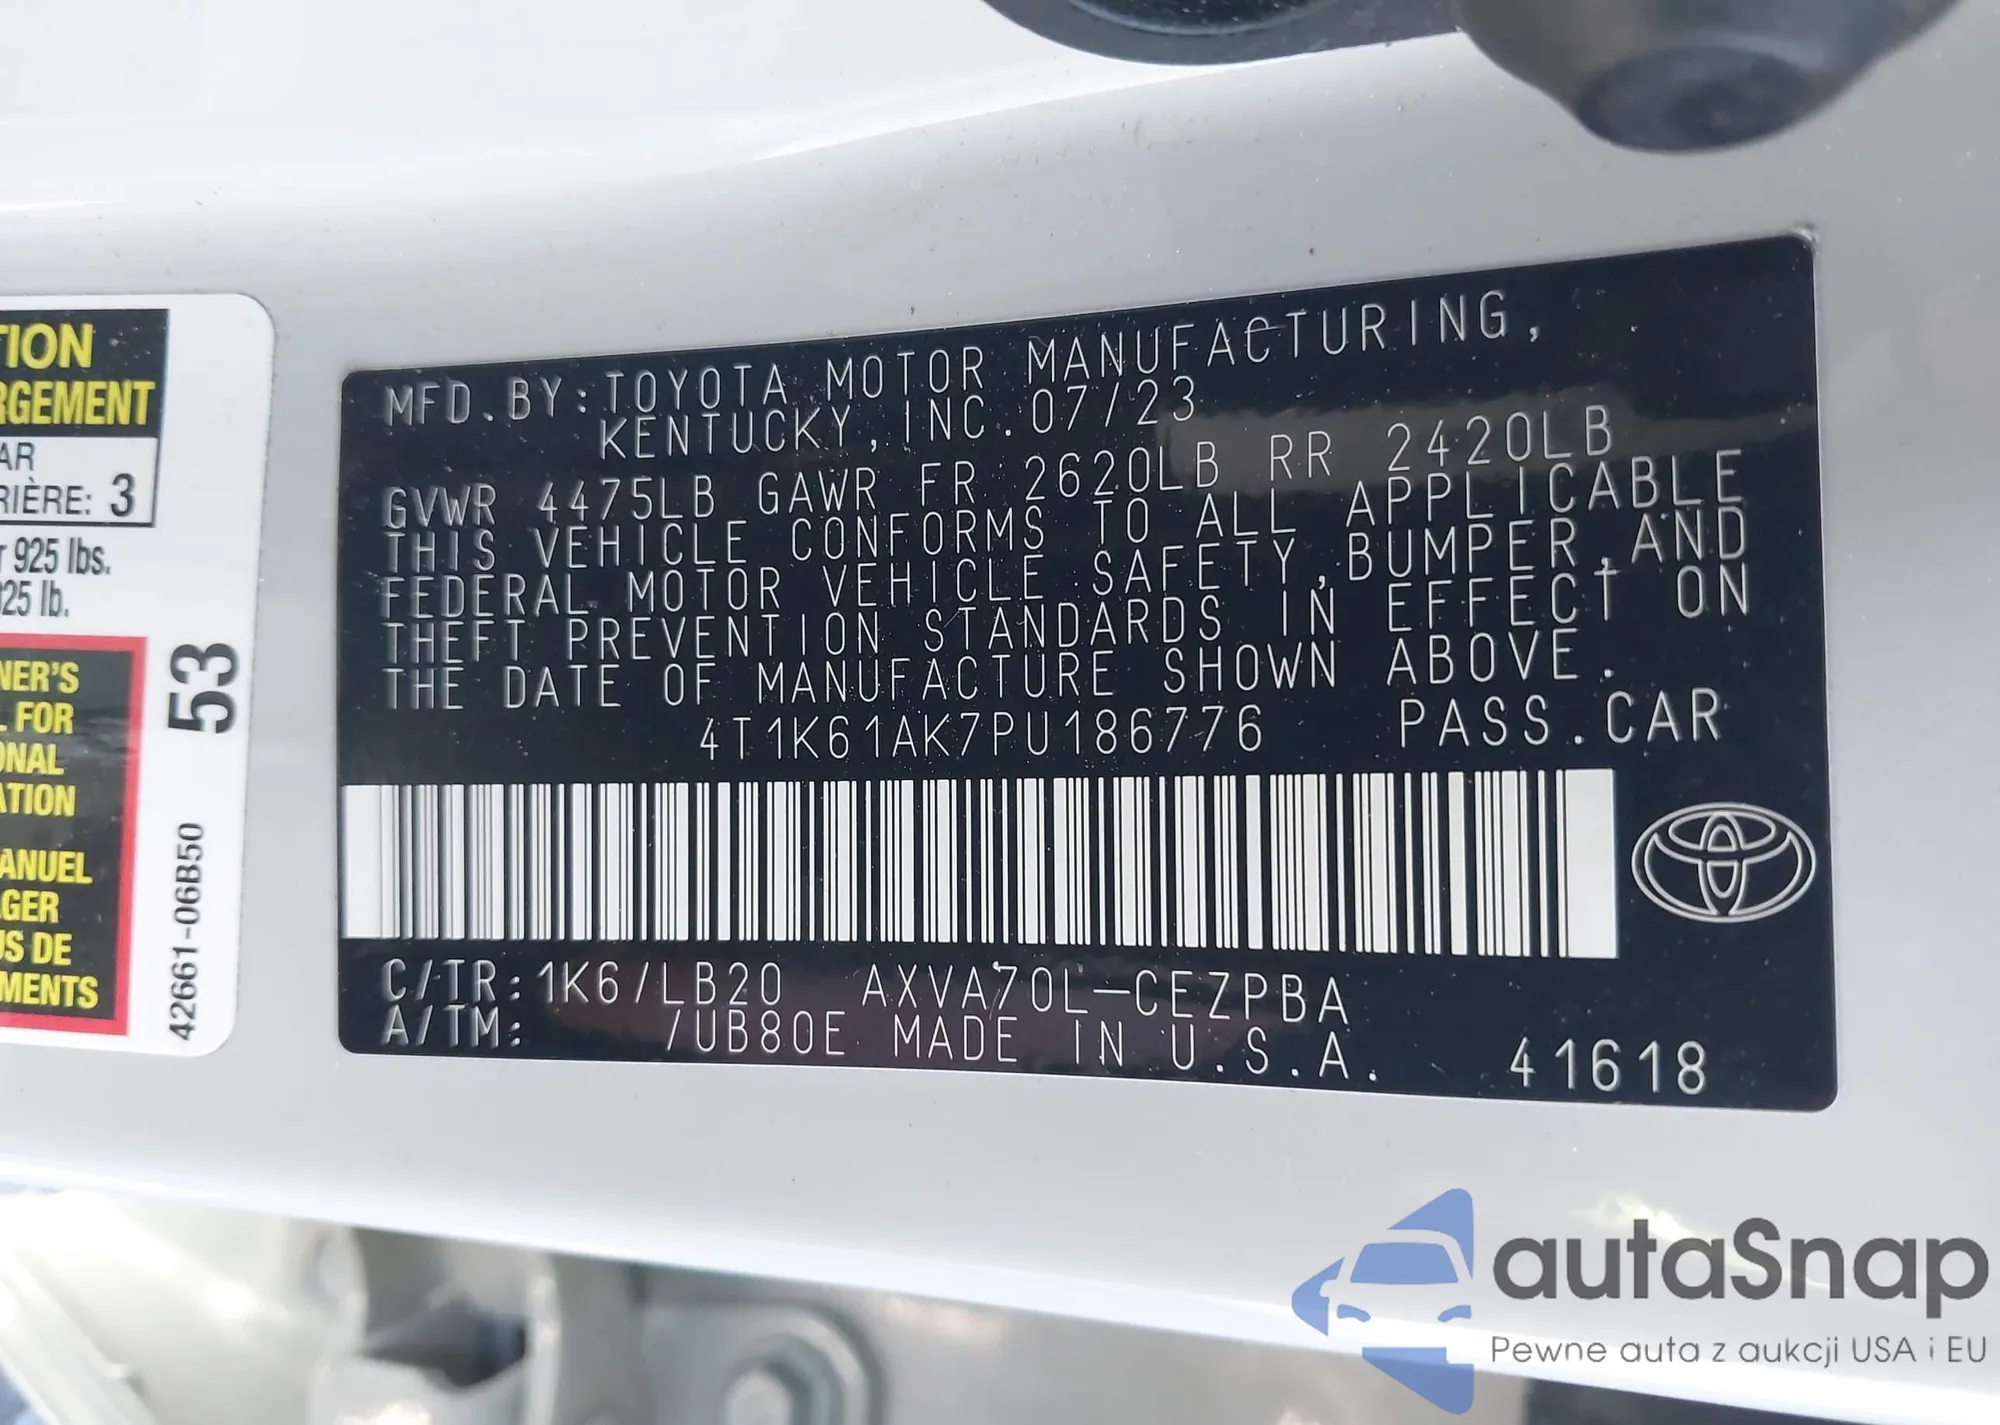 TION
RGEMENT
AR
RIÈRE: 3
r 925 lbs.
25 lb.
NER'S
L FOR
ONAL
ATION
ANUEL
GER
US DE
MENTS
53
42661-06B50
MFD.BY:TOYOTA MOTOR MANUFACTURING,
KENTUCKY,INC. 07/23
GVWR 4475LB GAWR FR 2620LB RR 2420LB
THIS VEHICLE CONFORMS TO ALL APPLICABLE
FEDERAL MOTOR VEHICLE SAFETY,BUMPER,AND
THEFT PREVENTION STANDARDS IN EFFECT ON
THE DATE OF MANUFACTURE SHOWN ABOVE.
4T1K61AK7PU186776 PASS.CAR
C/TR:1K6/LB20 AXVA70L-CEZPBA
A/TM: /UB80E MADE IN U.S.A. 41618
autaSnap
Pewne auta z aukcji USA i EU